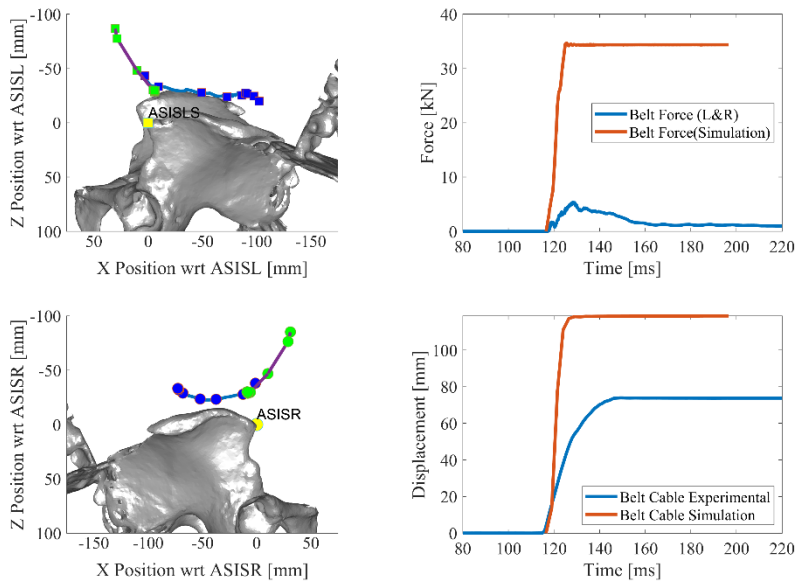 -100
-50
0
50
100
Z Position wrt ASISL [mm]
ASISLS
50 0 -50 -100 -150
X Position wrt ASISL [mm]
40
30
20
10
0
Force [kN]
Belt Force (L&R)
Belt Force(Simulation)
80 100 120 140 160 180 200 220
Time [ms]
-100
-50
0
50
100
Z Position wrt ASISR [mm]
ASISR
-150 -100 -50 0 50
X Position wrt ASISR [mm]
100
80
60
40
20
0
Displacement [mm]
Belt Cable Experimental
Belt Cable Simulation
80 100 120 140 160 180 200 220
Time [ms]